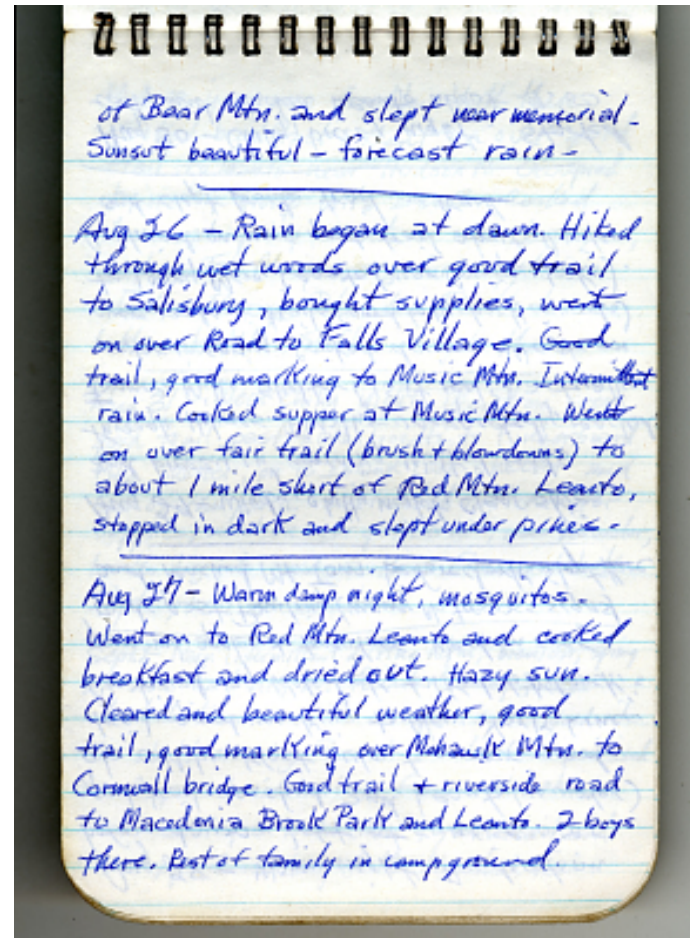 of Bear Mtn. and slept near memorial -
Sunset beautiful - forecast rain -
Aug 26 - Rain began at dawn. Hiked
through wet woods over good trail
to Salisbury, bought supplies, went
on over Road to Falls Village. Good
trail, good marking to Music Mtn. Intermittent
rain. Cooked supper at Music Mtn. Went
on over fair trail (brush + blowdowns) to
about 1 mile short of Red Mtn. Leanto,
stopped in dark and slept under pines -
Aug 27 - Warm damp night, mosquitos -
Went on to Red Mtn. Leanto and cooked
breakfast and dried out. Hazy sun.
Cleared and beautiful weather, good
trail, good marking over Mohawk Mtn. to
Cornwall bridge. Good trail + riverside road
to Macedonia Brook Park and Leanto. 2 boys
there. Rest of family in campground.